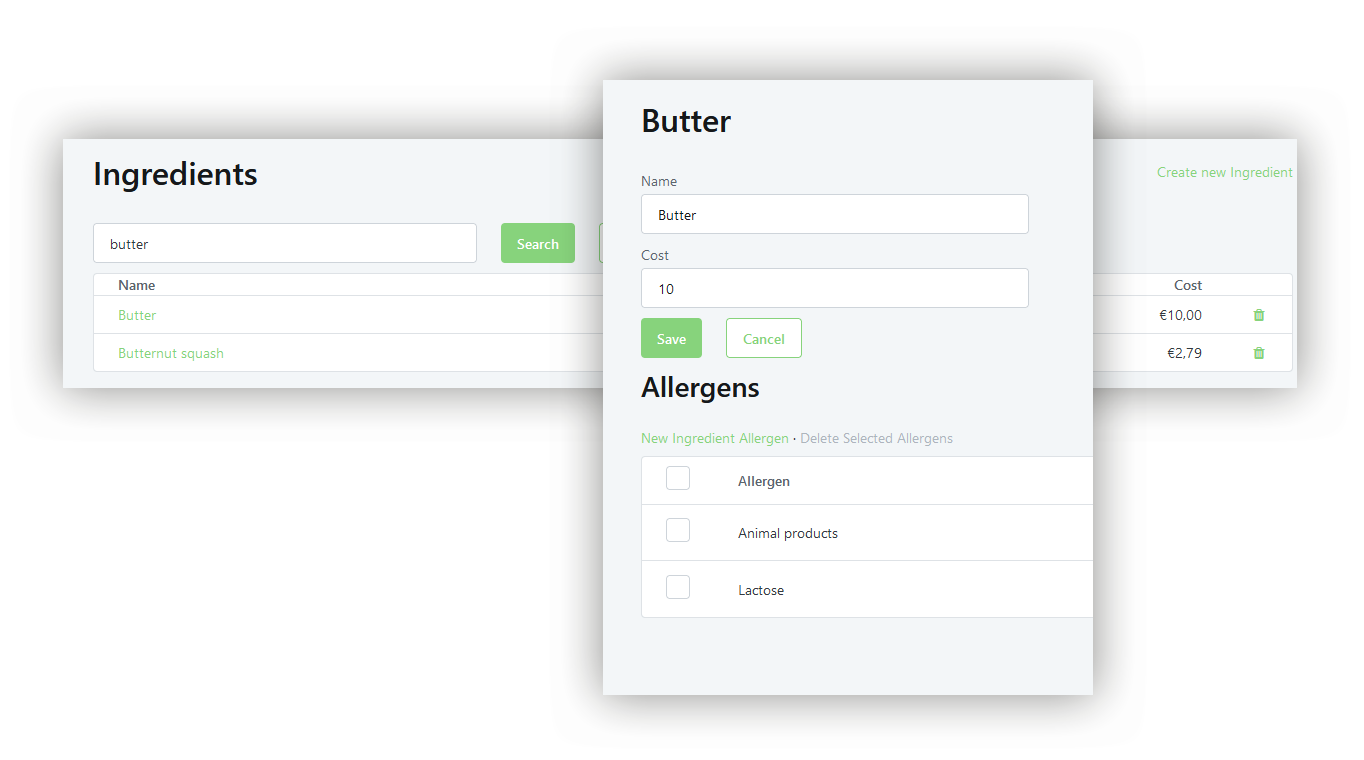 Ingredients
Create new Ingredient
butter
Search
Name
Cost
Butter
€10,00
Butternut squash
€2,79
Butter
Name
Butter
Cost
10
Save
Cancel
Allergens
New Ingredient Allergen · Delete Selected Allergens
Allergen
Animal products
Lactose